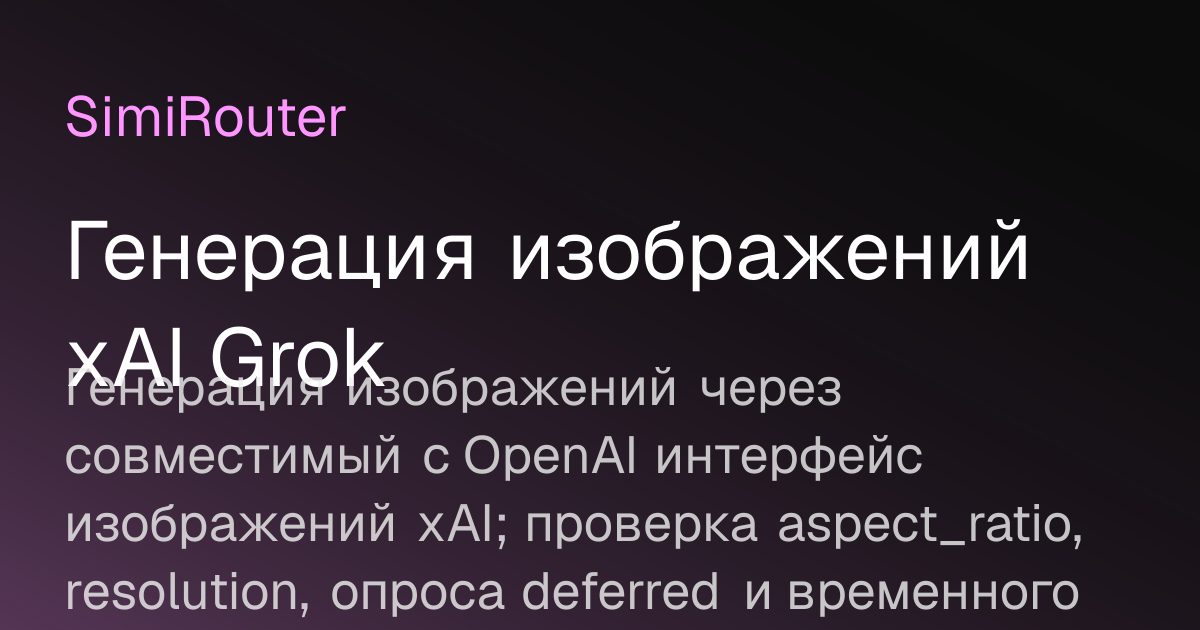 SimiRouter
Генерация изображений
xAI Grok
Генерация изображений через
совместимый с OpenAI интерфейс
изображений xAI; проверка aspect_ratio,
resolution, опроса deferred и временного